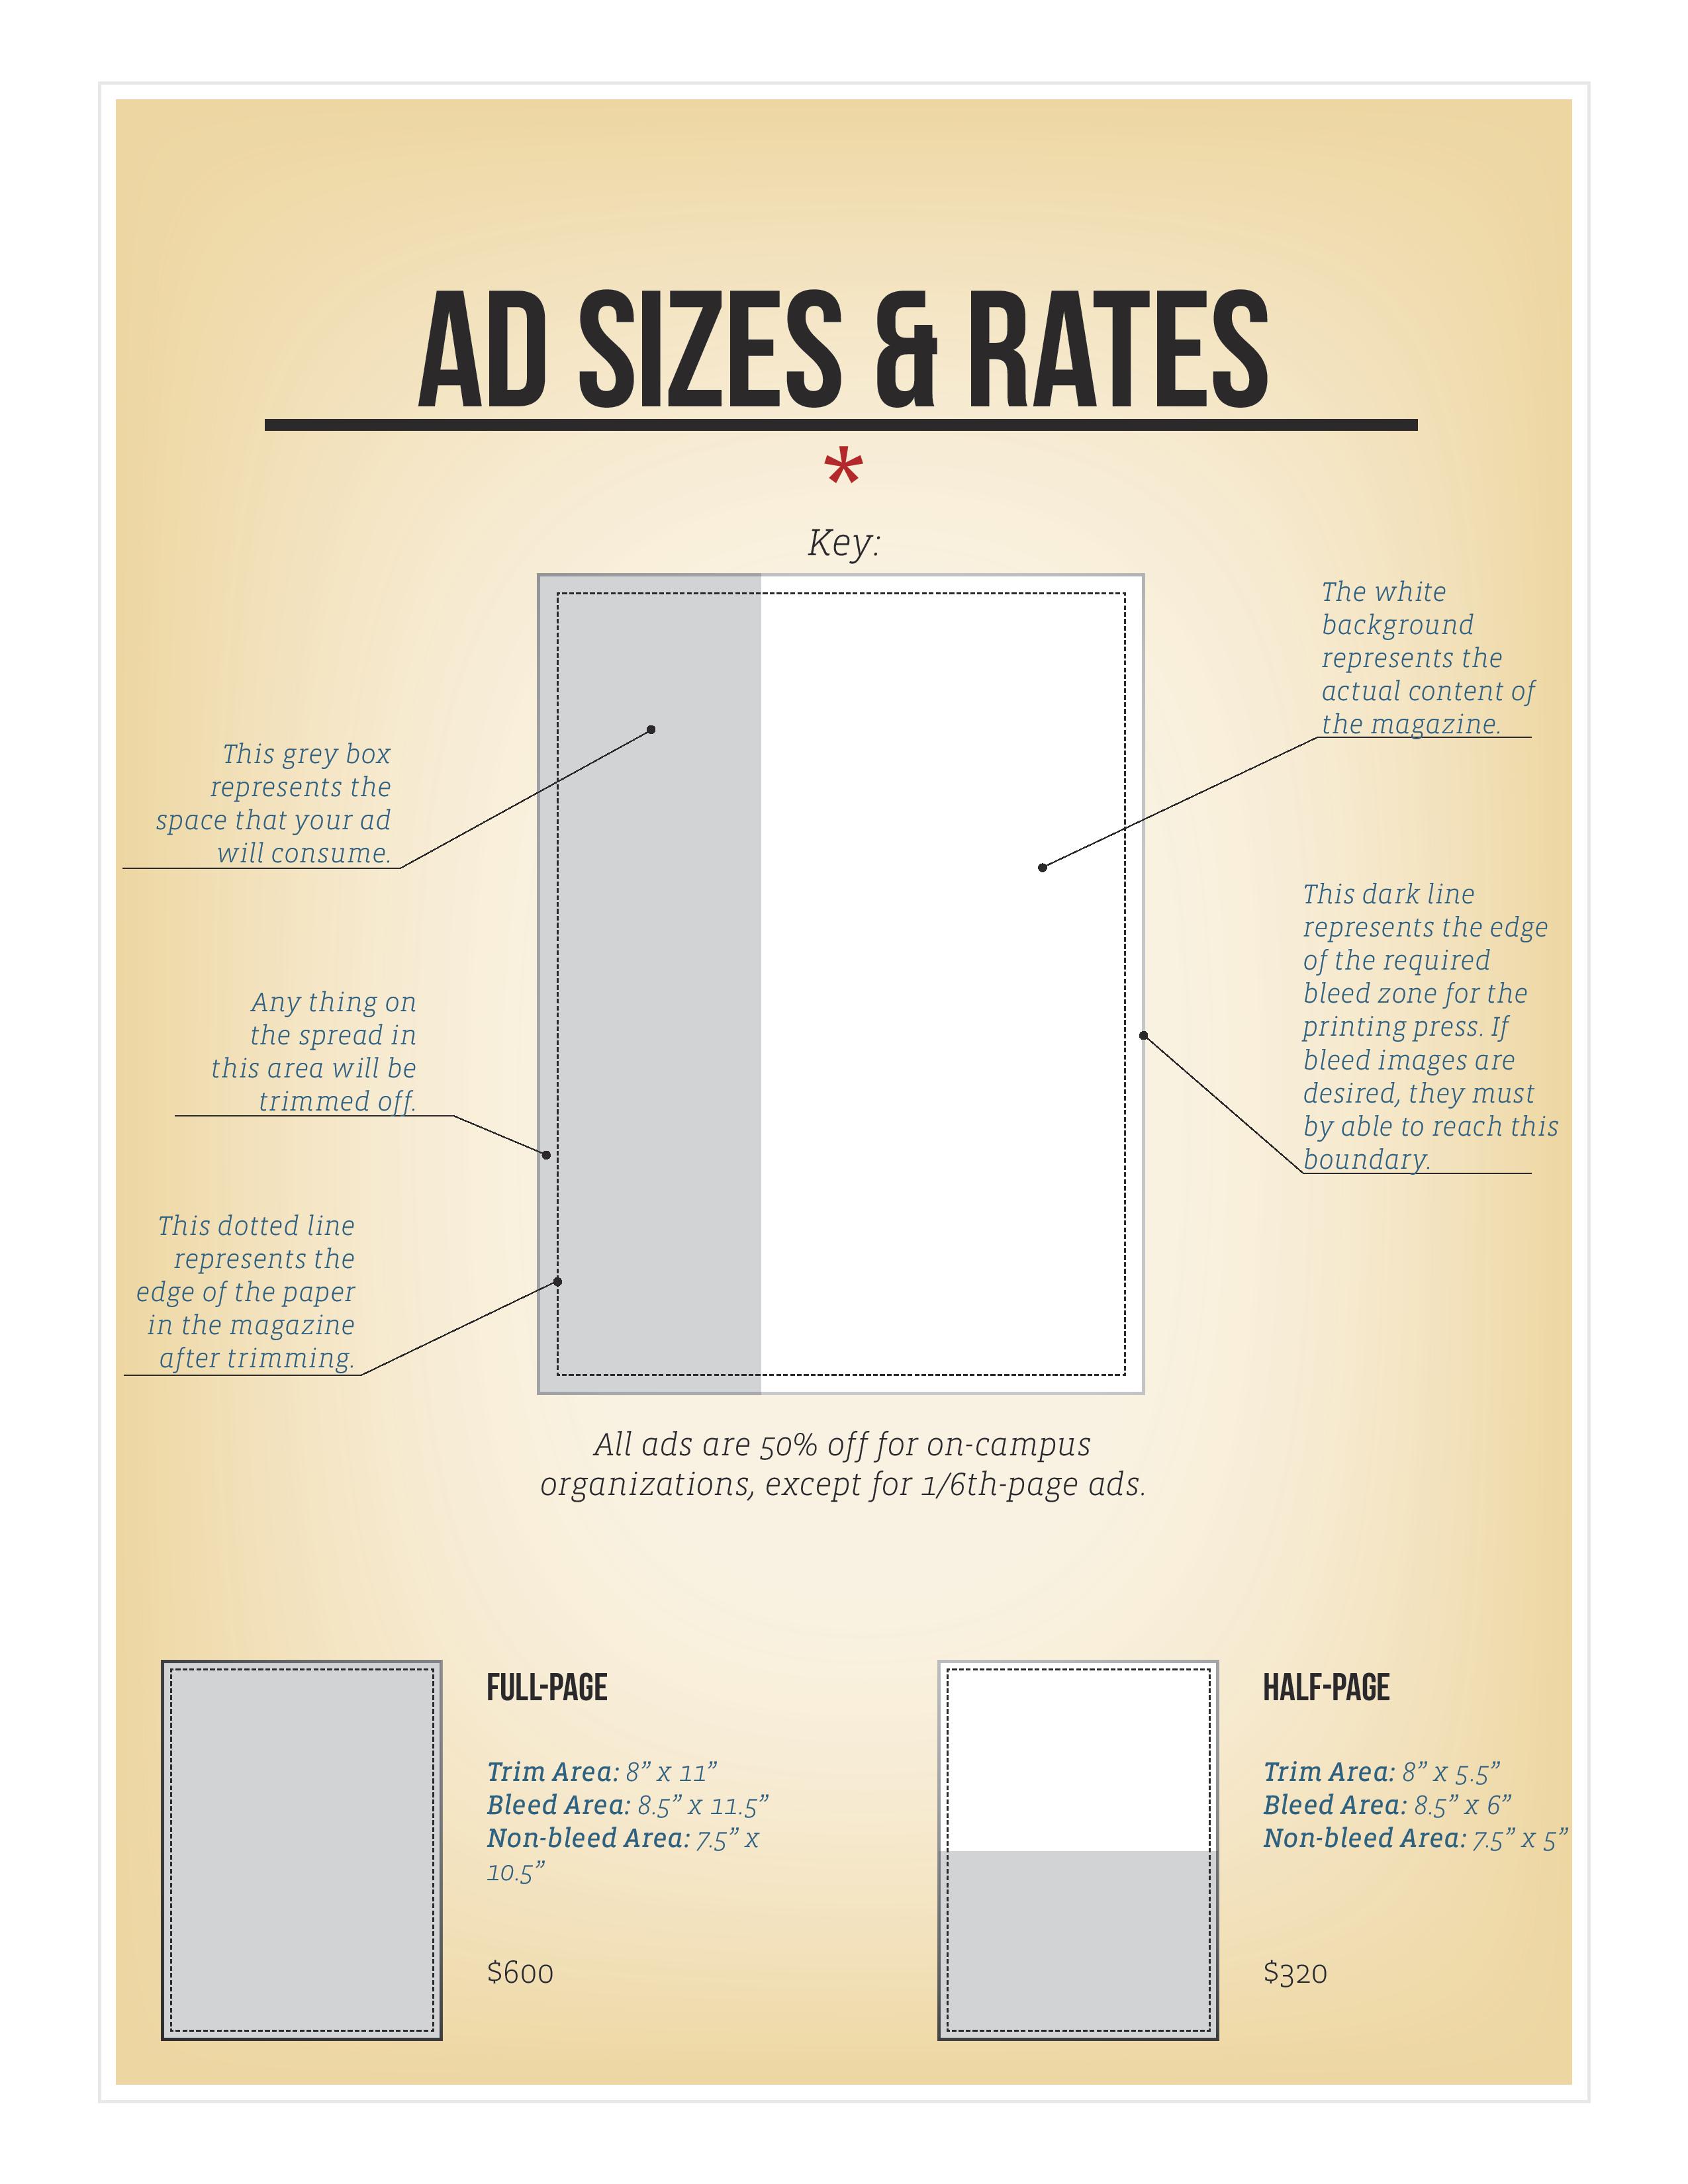 AD SIZES & RATES
*
Key:
The white
background
represents the
actual content of
the magazine.
This grey box
represents the
space that your ad
will consume.
This dark line
represents the edge
of the required
bleed zone for the
printing press. If
bleed images are
desired, they must
by able to reach this
boundary.
Any thing on
the spread in
this area will be
trimmed off.
This dotted line
represents the
edge of the paper
in the magazine
after trimming.
All ads are 50% off for on-campus
organizations, except for 1/6th-page ads.
FULL-PAGE
Trim Area: 8” x 11”
Bleed Area: 8.5” x 11.5”
Non-bleed Area: 7.5” x
10.5”
$600
HALF-PAGE
Trim Area: 8” x 5.5”
Bleed Area: 8.5” x 6”
Non-bleed Area: 7.5” x 5”
$320